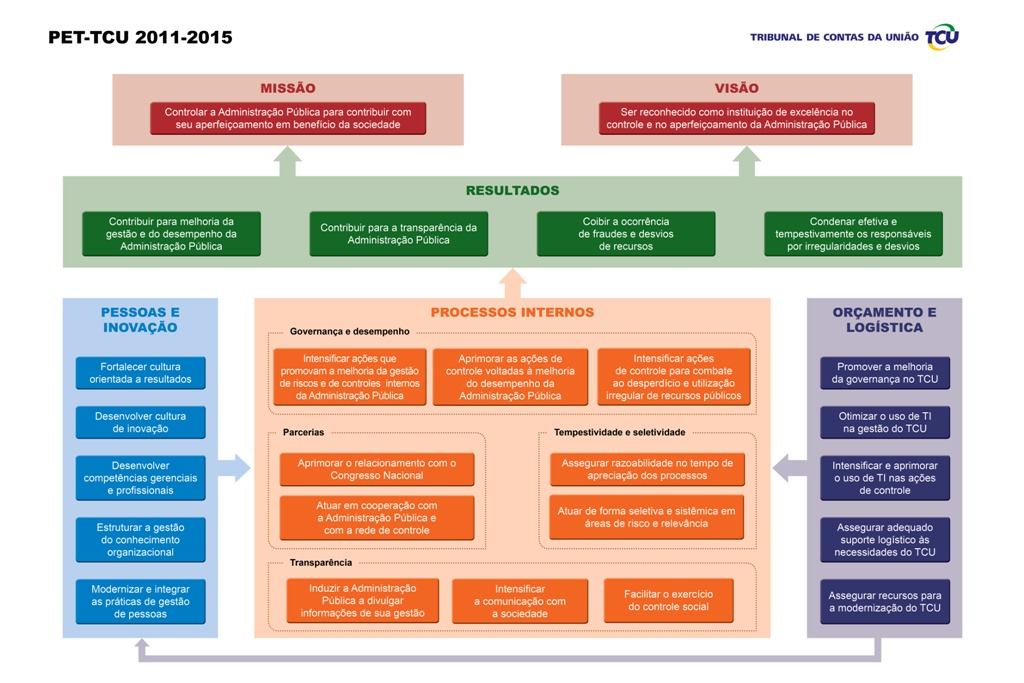 PET-TCU 2011-2015
TRIBUNAL DE CONTAS DA UNIÃO TCU
MISSÃO
Controlar a Administração Pública para contribuir com
seu aperfeiçoamento em benefício da sociedade
VISÃO
Ser reconhecido como instituição de excelência no
controle e no aperfeiçoamento da Administração Pública
RESULTADOS
Contribuir para melhoria da
gestão e do desempenho da
Administração Pública
Contribuir para a transparência da
Administração Pública
Coibir a ocorrência
de fraudes e desvios
de recursos
Condenar efetiva e
tempestivamente os responsáveis
por irregularidades e desvios
PESSOAS E
INOVAÇÃO
Fortalecer cultura
orientada a resultados
Desenvolver cultura
de inovação
Desenvolver
competências gerenciais
e profissionais
Estruturar a gestão
do conhecimento
organizacional
Modernizar e integrar
as práticas de gestão
de pessoas
PROCESSOS INTERNOS
Governança e desempenho
Intensificar ações que
promovam a melhoria da gestão
de riscos e de controles internos
da Administração Pública
Aprimorar as ações de
controle voltadas à melhoria
do desempenho da
Administração Pública
Intensificar ações
de controle para combate
ao desperdício e utilização
irregular de recursos públicos
Parcerias
Aprimorar o relacionamento com o
Congresso Nacional
Atuar em cooperação com
a Administração Pública e
com a rede de controle
Tempestividade e seletividade
Assegurar razoabilidade no tempo de
apreciação dos processos
Atuar de forma seletiva e sistêmica em
áreas de risco e relevância
Transparência
Induzir a Administração
Pública a divulgar
informações de sua gestão
Intensificar
a comunicação com
a sociedade
Facilitar o exercício
do controle social
ORÇAMENTO E
LOGÍSTICA
Promover a melhoria
da governança no TCU
Otimizar o uso de TI
na gestão do TCU
Intensificar e aprimorar
o uso de TI nas ações
de controle
Assegurar adequado
suporte logístico às
necessidades do TCU
Assegurar recursos para
a modernização do TCU